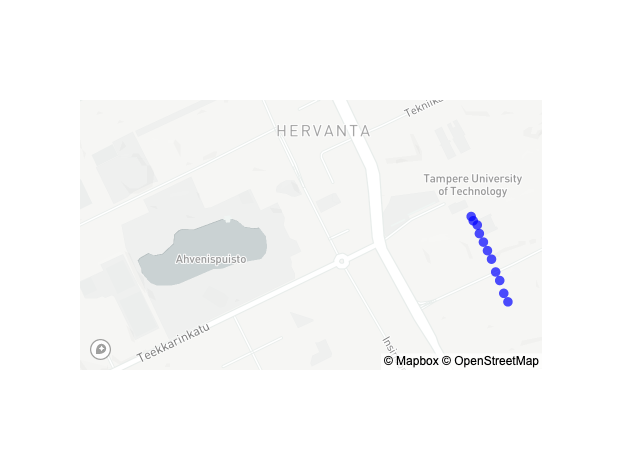 Tekniik
HERVANTA
Tampere University
of Technology
Ahvenispuisto
Teekkarinkatu
Insi
© Mapbox © OpenStreetMap